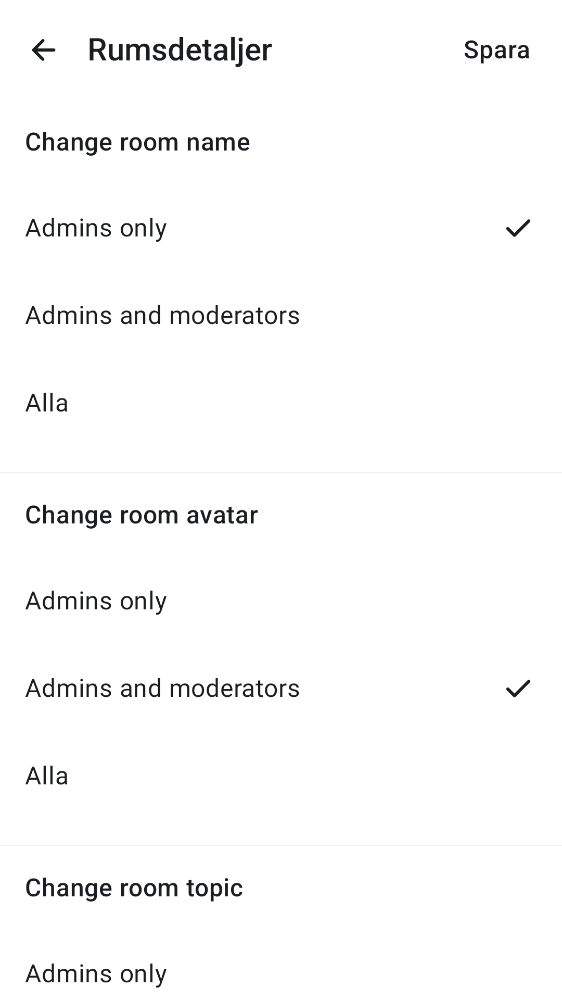 Rumsdetaljer
Spara
Change room name
Admins only
Admins and moderators
Alla
Change room avatar
Admins only
Admins and moderators
Alla
Change room topic
Admins only